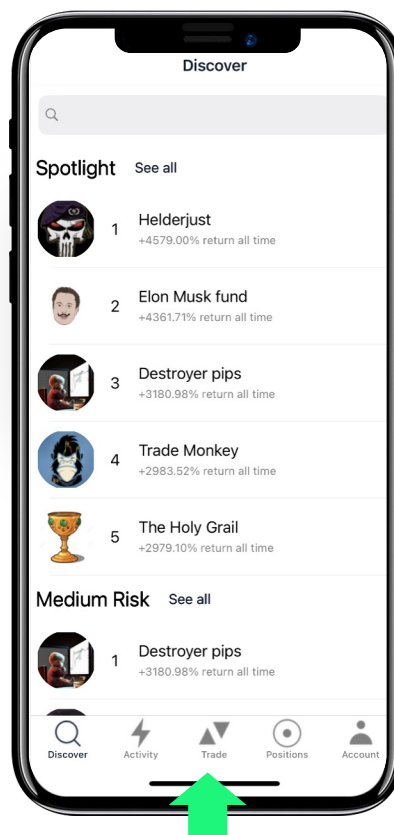 Discover
Spotlight See all
1 Helderjust
+4579.00% return all time
2 Elon Musk fund
+4361.71% return all time
3 Destroyer pips
+3180.98% return all time
4 Trade Monkey
+2983.52% return all time
5 The Holy Grail
+2979.10% return all time
Medium Risk See all
1 Destroyer pips
+3180.98% return all time
Discover Activity Trade Positions Account